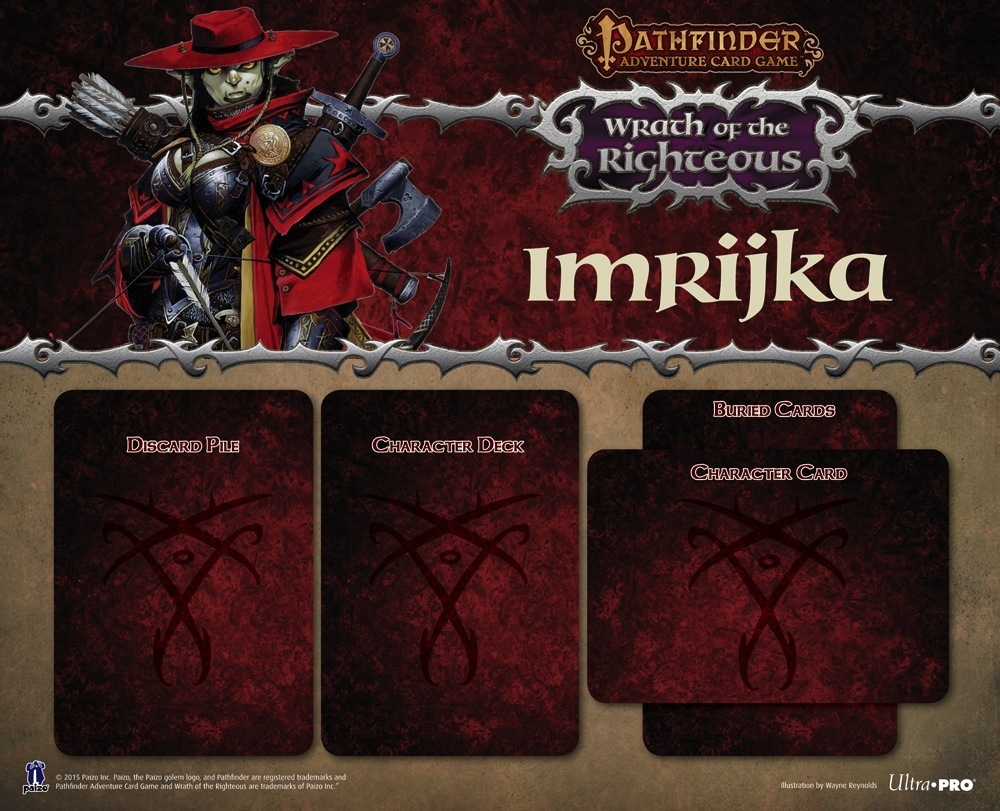 PATHFINDER
ADVENTURE CARD GAME
Wrath of the
Righteous
Imrijka
Discard Pile
Character Deck
Buried Cards
Character Card
paizo
© 2015 Paizo Inc. Paizo, the Paizo golem logo, and Pathfinder are registered trademarks and
Pathfinder Adventure Card Game and Wrath of the Righteous are trademarks of Paizo Inc."
Illustration by Wayne Reynolds
Ultra•PRO®